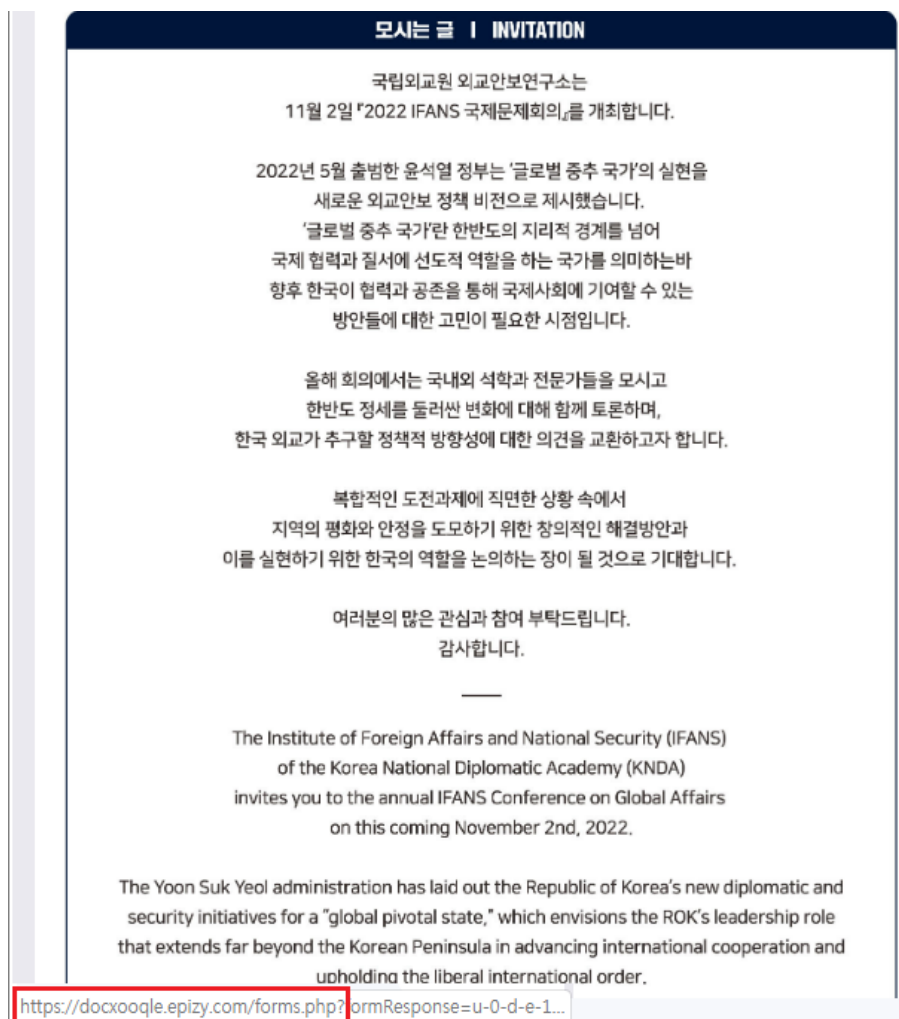 모시는 글 | INVITATION
국립외교원 외교안보연구소는
11월 2일 『2022 IFANS 국제문제회의』를 개최합니다.
2022년 5월 출범한 윤석열 정부는 '글로벌 중추 국가'의 실현을
새로운 외교안보 정책 비전으로 제시했습니다.
'글로벌 중추 국가'란 한반도의 지리적 경계를 넘어
국제 협력과 질서에 선도적 역할을 하는 국가를 의미하는바
향후 한국이 협력과 공존을 통해 국제사회에 기여할 수 있는
방안들에 대한 고민이 필요한 시점입니다.
올해 회의에서는 국내외 석학과 전문가들을 모시고
한반도 정세를 둘러싼 변화에 대해 함께 토론하며,
한국 외교가 추구할 정책적 방향성에 대한 의견을 교환하고자 합니다.
복합적인 도전과제에 직면한 상황 속에서
지역의 평화와 안정을 도모하기 위한 창의적인 해결방안과
이를 실현하기 위한 한국의 역할을 논의하는 장이 될 것으로 기대합니다.
여러분의 많은 관심과 참여 부탁드립니다.
감사합니다.
The Institute of Foreign Affairs and National Security (IFANS)
of the Korea National Diplomatic Academy (KNDA)
invites you to the annual IFANS Conference on Global Affairs
on this coming November 2nd, 2022.
The Yoon Suk Yeol administration has laid out the Republic of Korea's new diplomatic and
security initiatives for a "global pivotal state," which envisions the ROK's leadership role
that extends far beyond the Korean Peninsula in advancing international cooperation and
upholding the liberal international order.
https://docxooqle.epizy.com/forms.php?formResponse=u-0-d-e-1...